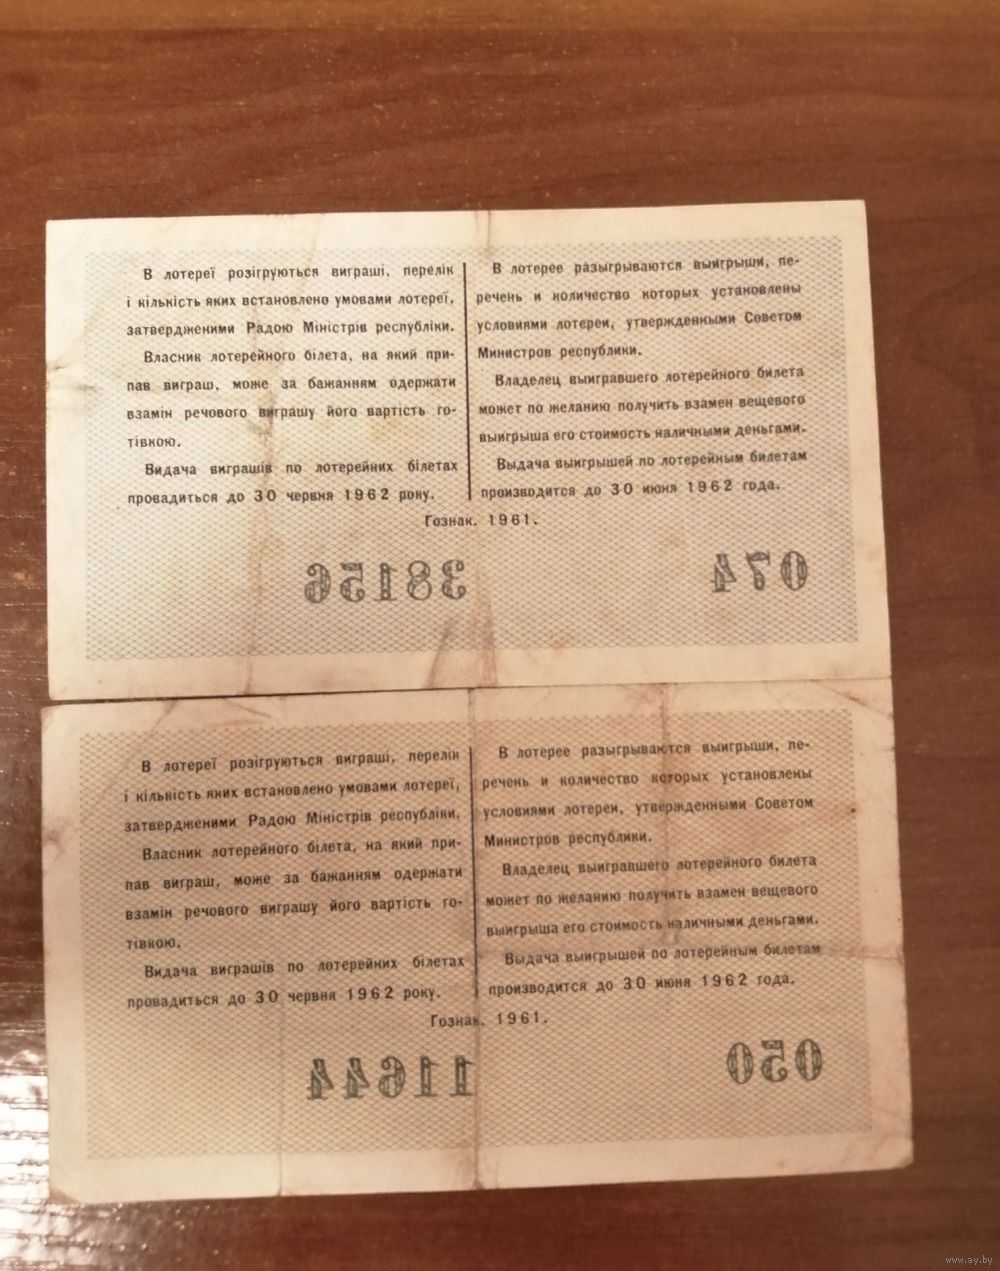 В лотереї розігруються виграші, перелік
і кількість яких встановлено умовами лотереї,
затвердженими Радою Міністрів республіки.
Власник лотерейного білета, на який при-
пав виграш, може за бажанням одержати
взамін речового виграшу його вартість го-
тівкою.
Видача виграшів по лотерейних білетах
провадиться до 30 червня 1962 року.
В лотерее разыгрываются выигрыши, пе-
речень и количество которых установлены
условиями лотереи, утвержденными Советом
Министров республики.
Владелец выигравшего лотерейного билета
может по желанию получить взамен вещевого
выигрыша его стоимость наличными деньгами.
Выдача выигрышей по лотерейным билетам
производится до 30 июня 1962 года.
Гознак. 1961.
38156
074
В лотереї розігруються виграші, перелік
і кількість яких встановлено умовами лотереї,
затвердженими Радою Міністрів республіки.
Власник лотерейного білета, на який при-
пав виграш, може за бажанням одержати
взамін речового виграшу його вартість го-
тівкою.
Видача виграшів по лотерейних білетах
провадиться до 30 червня 1962 року.
В лотерее разыгрываются выигрыши, пе-
речень и количество которых установлены
условиями лотереи, утвержденными Советом
Министров республики.
Владелец выигравшего лотерейного билета
может по желанию получить взамен вещевого
выигрыша его стоимость наличными деньгами.
Выдача выигрышей по лотерейным билетам
производится до 30 июня 1962 года.
Гознак. 1961.
11644
050
www.ay.by